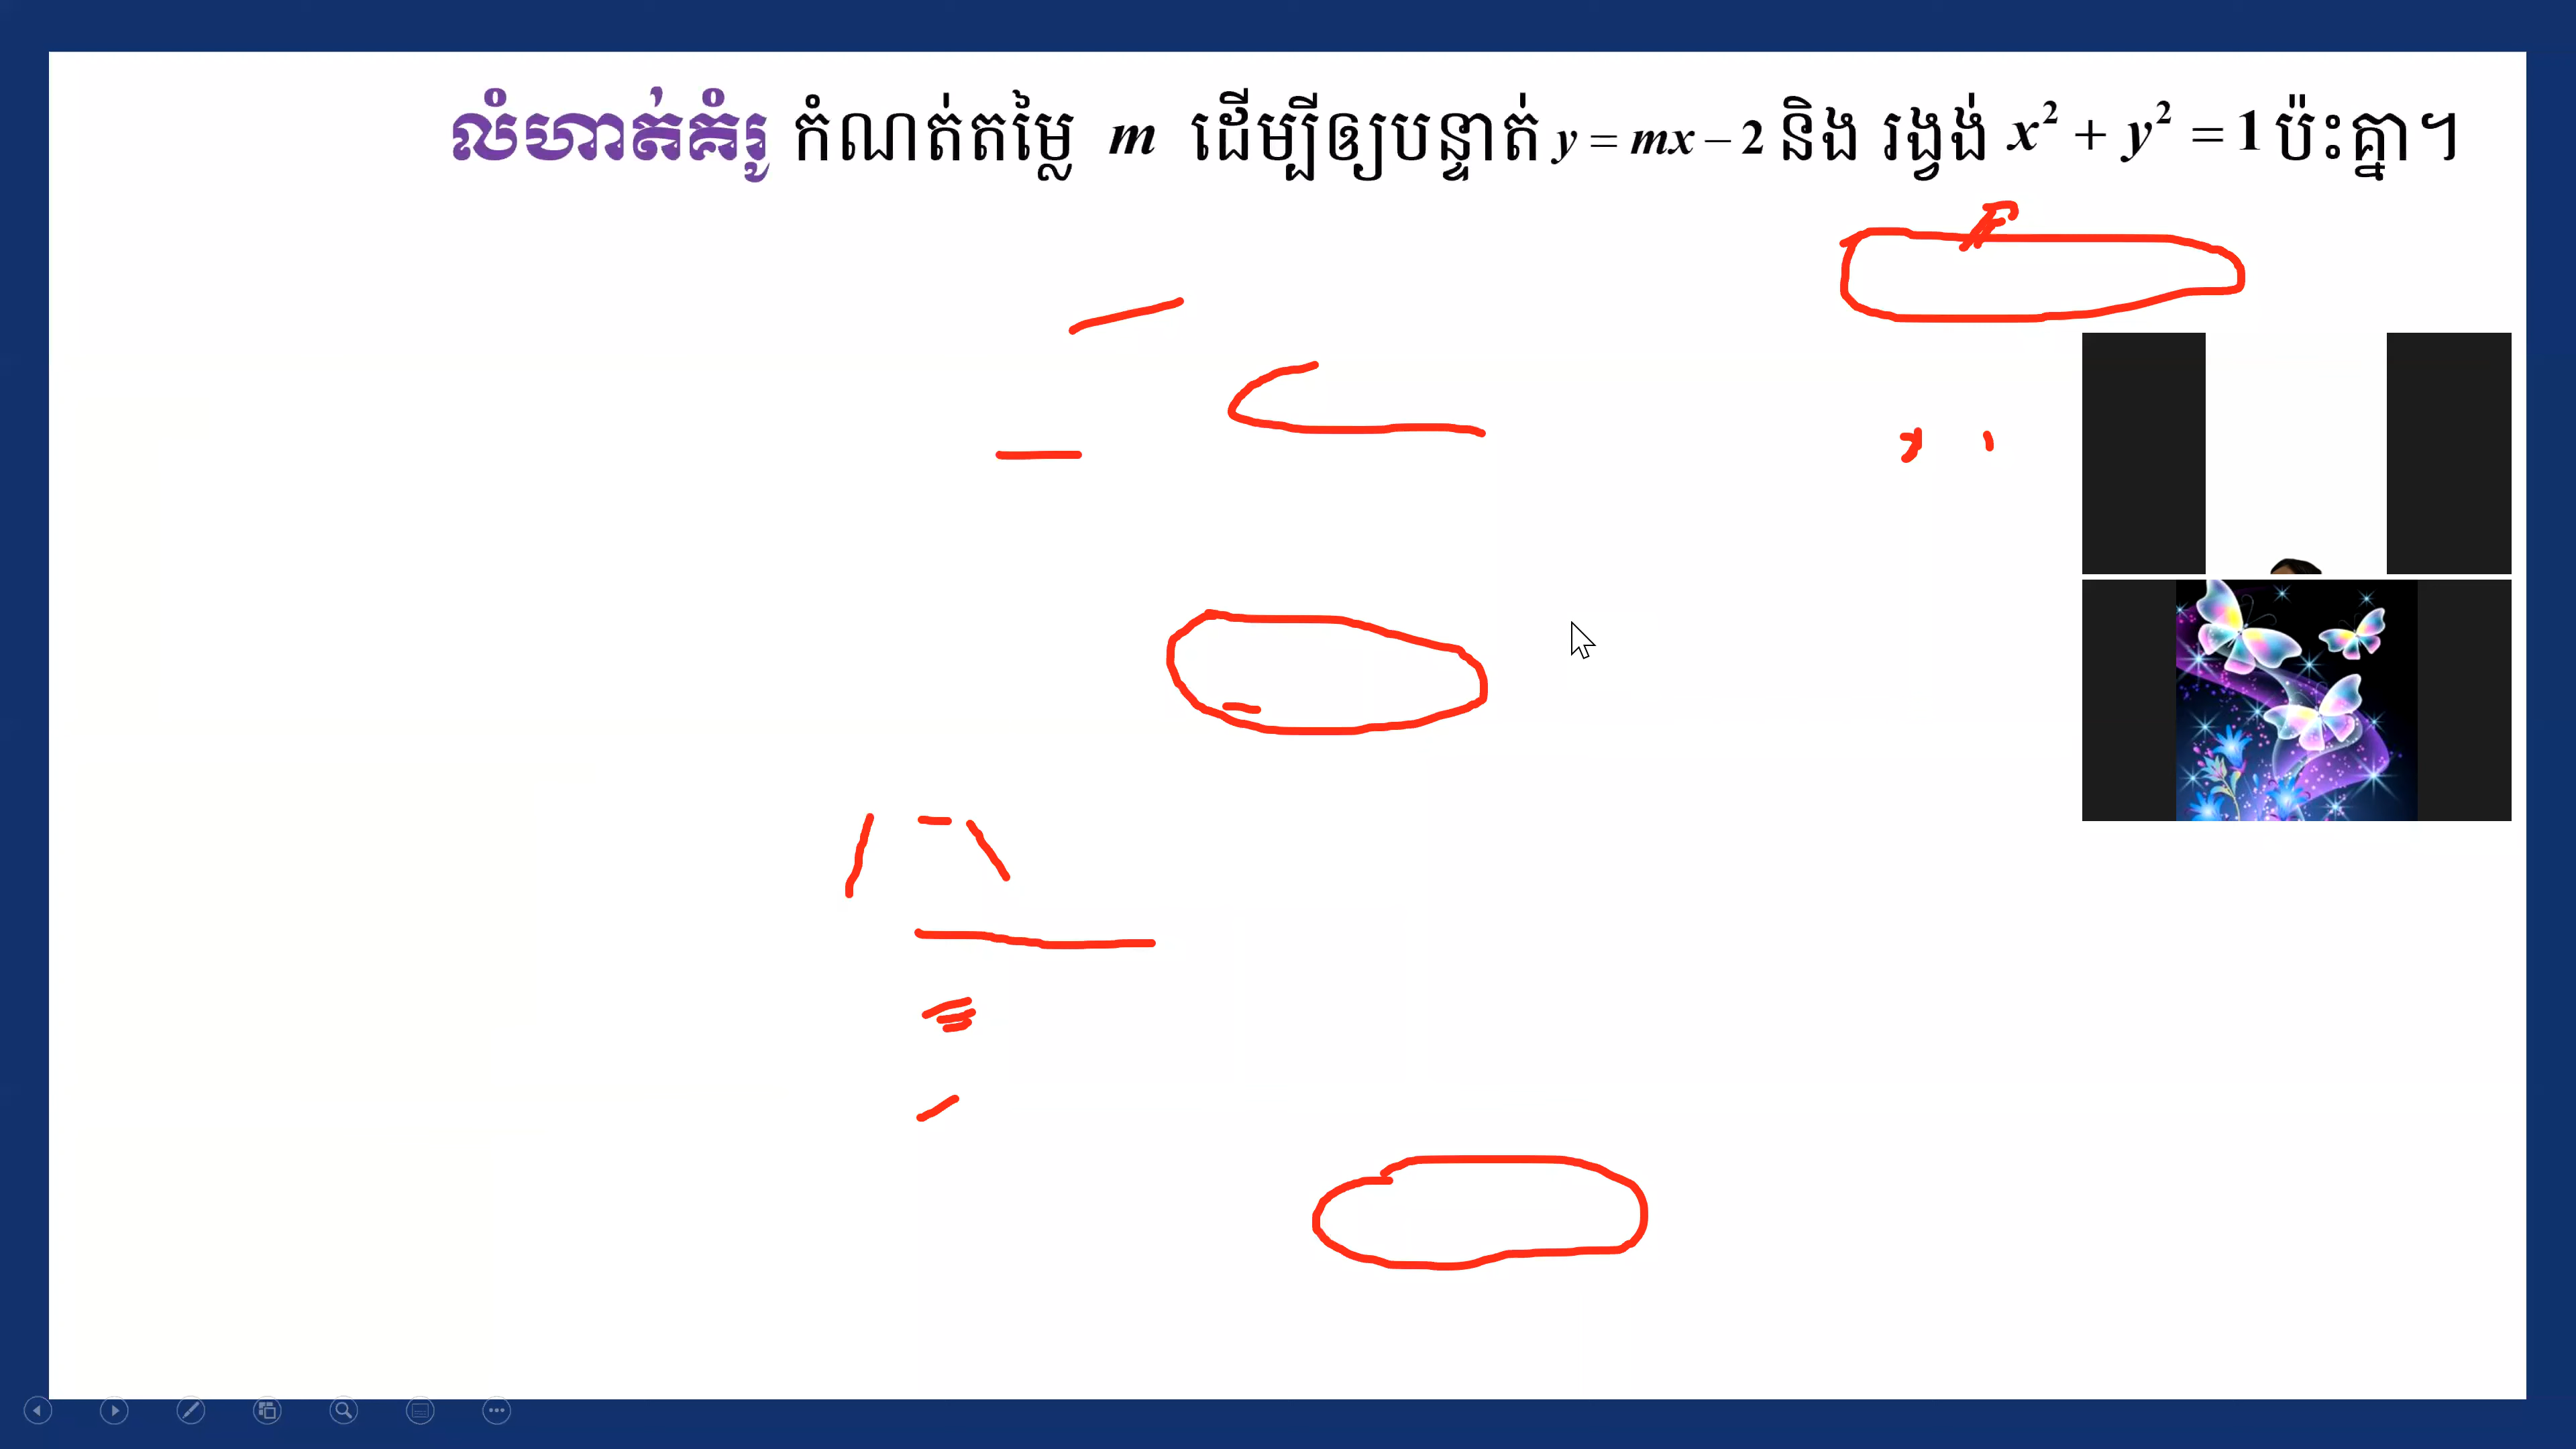 លំហាត់គំរូ កំណត់តម្លៃ m ដើម្បីឲ្យបន្ទាត់ y = mx − 2 និង រង្វង់ x² + y² = 1 ប៉ះគ្នា។